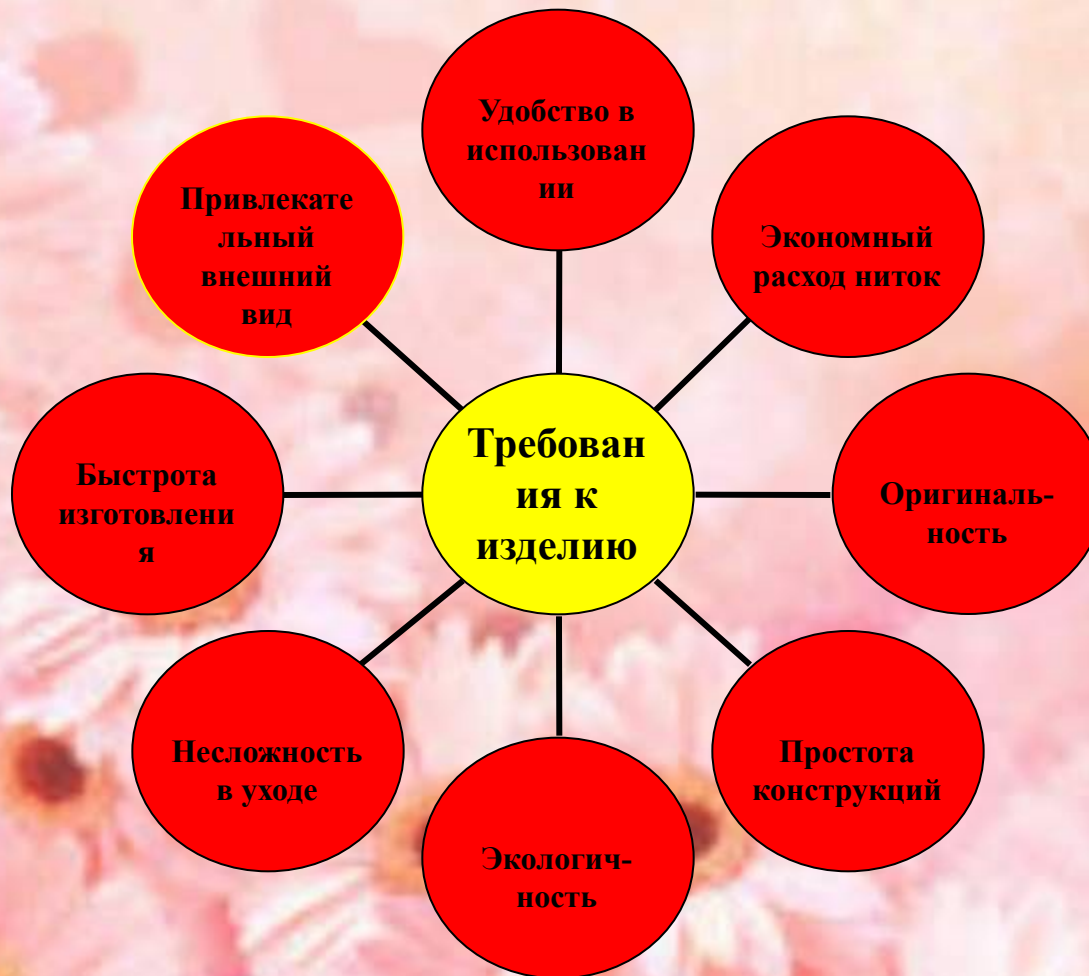 Удобство в
использован
ии
Привлекате
льный
внешний
вид
Экономный
расход ниток
Требован
ия к
изделию
Быстрота
изготовлени
я
Оригиналь-
ность
Несложность
в уходе
Простота
конструкций
Экологич-
ность